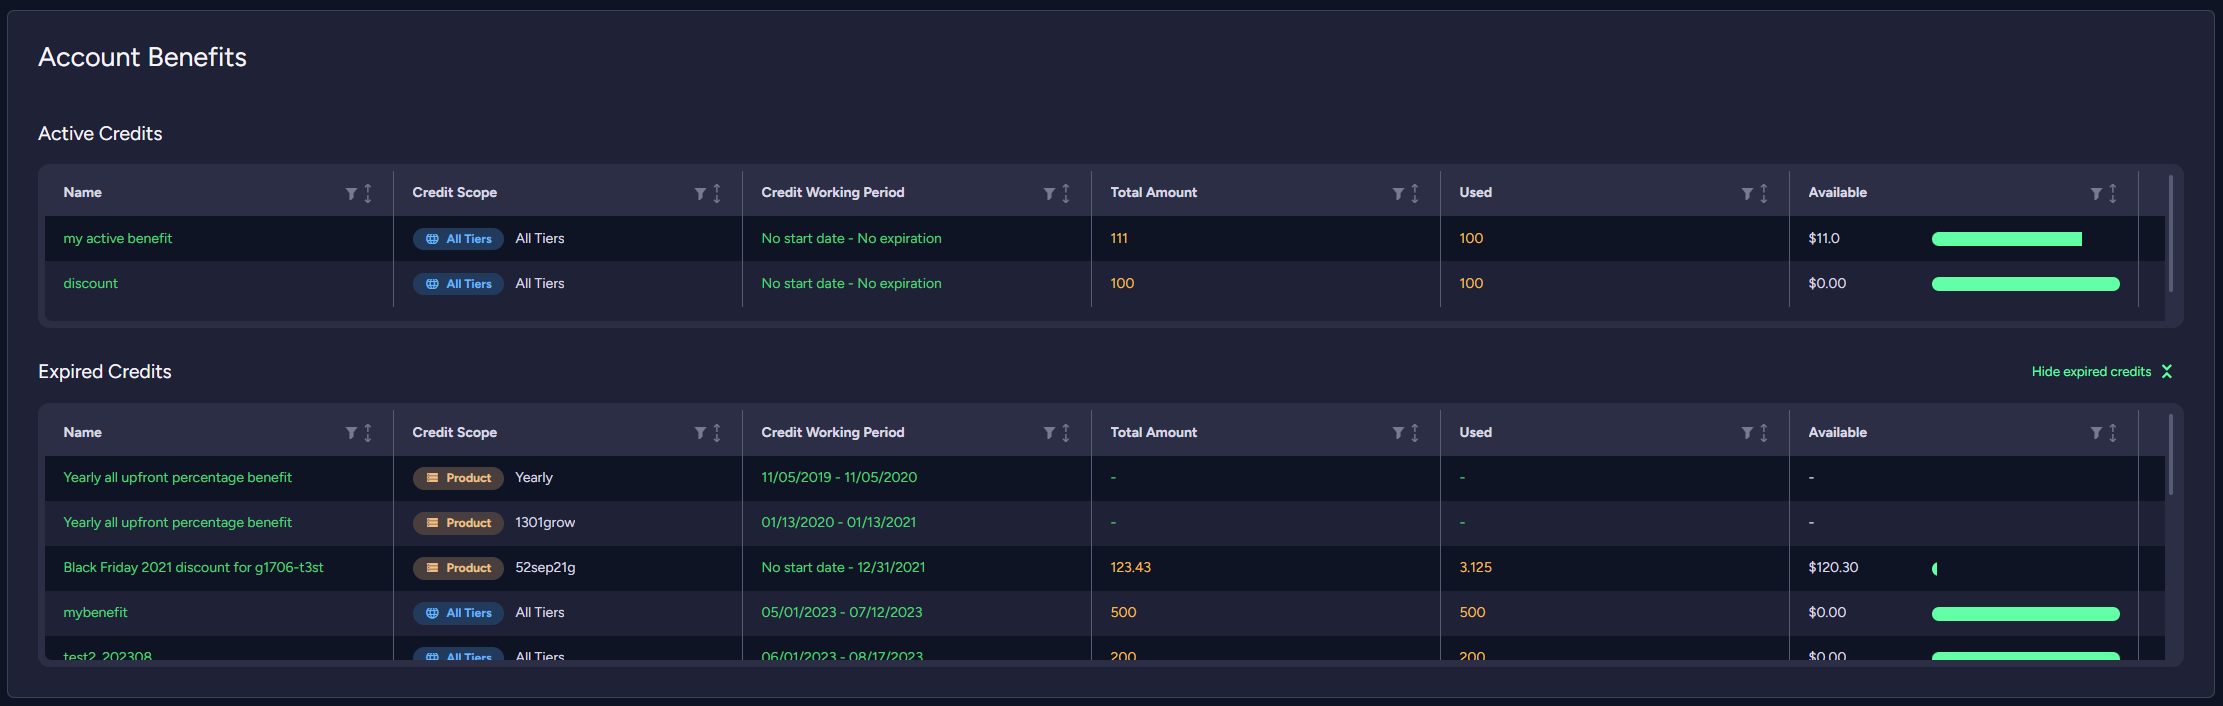 Account Benefits
Active Credits
Name Credit Scope Credit Working Period Total Amount Used Available
my active benefit All Tiers All Tiers No start date - No expiration 111 100 $11.0
discount All Tiers All Tiers No start date - No expiration 100 100 $0.00
Expired Credits Hide expired credits
Name Credit Scope Credit Working Period Total Amount Used Available
Yearly all upfront percentage benefit Product Yearly 11/05/2019 - 11/05/2020 - - -
Yearly all upfront percentage benefit Product 1301grow 01/13/2020 - 01/13/2021 - - -
Black Friday 2021 discount for g1706-t3st Product 52sep21g No start date - 12/31/2021 123.43 3.125 $120.30
mybenefit All Tiers All Tiers 05/01/2023 - 07/12/2023 500 500 $0.00
test2_202308 All Tiers All Tiers 06/01/2023 - 08/17/2023 200 200 $0.00